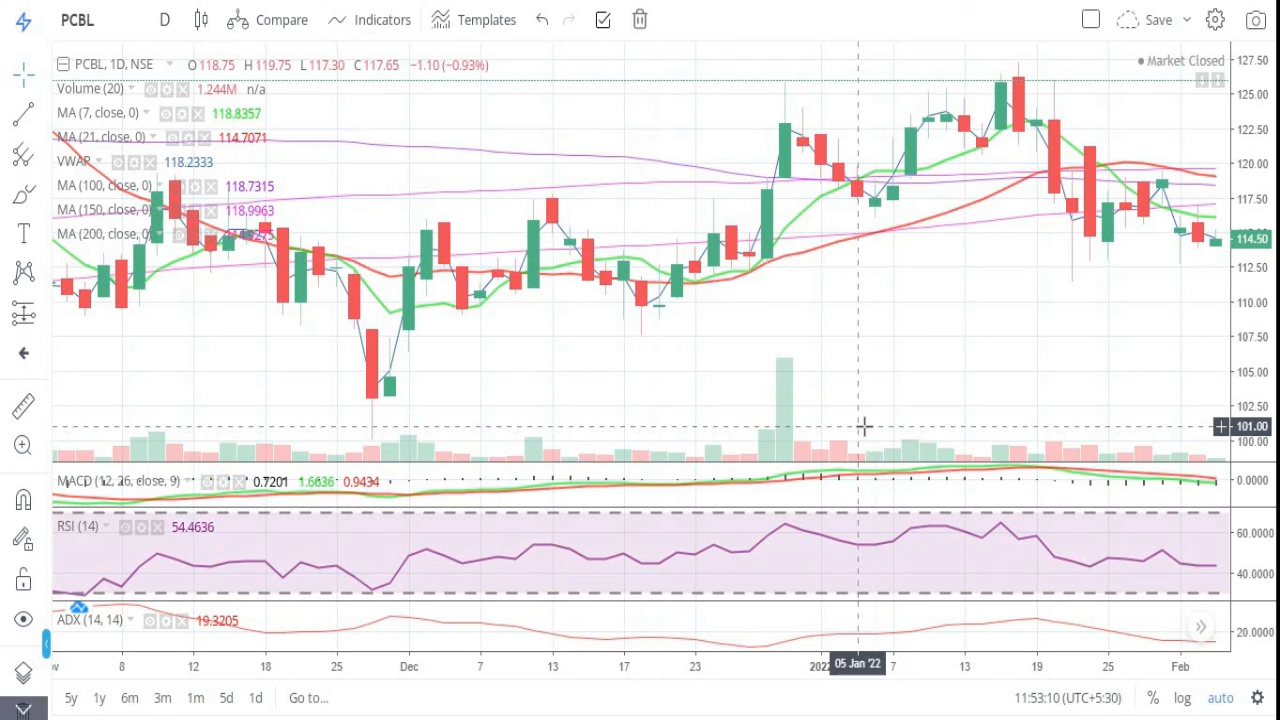 PCBL D Compare Indicators Templates Save
PCBL, 1D, NSE O118.75 H119.75 L117.30 C117.65 −1.10 (−0.93%)
Market Closed
Volume (20) 1.244M n/a
MA (7, close, 0) 118.8357
MA (21, close, 0) 114.7071
VWAP 118.2333
MA (100, close, 0) 118.7315
MA (150, close, 0) 118.9963
MA (200, close, 0)
127.50
125.00
122.50
120.00
117.50
114.50
112.50
110.00
107.50
105.00
102.50
101.00
100.00
MACD (12, 26, close, 9) 0.7201 1.6636 0.9434
0.0000
RSI (14) 54.4636
60.0000
40.0000
ADX (14, 14) 19.3205
20.0000
8 12 18 25 Dec 7 13 17 23 2022 05 Jan '22 7 13 19 25 Feb
5y 1y 6m 3m 1m 5d 1d Go to... 11:53:10 (UTC+5:30) % log auto